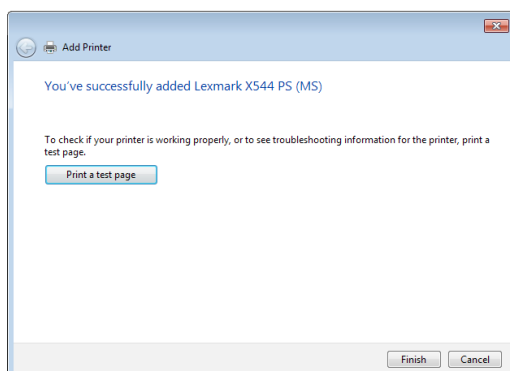 Add Printer
You've successfully added Lexmark X544 PS (MS)
To check if your printer is working properly, or to see troubleshooting information for the printer, print a
test page.
Print a test page
Finish Cancel